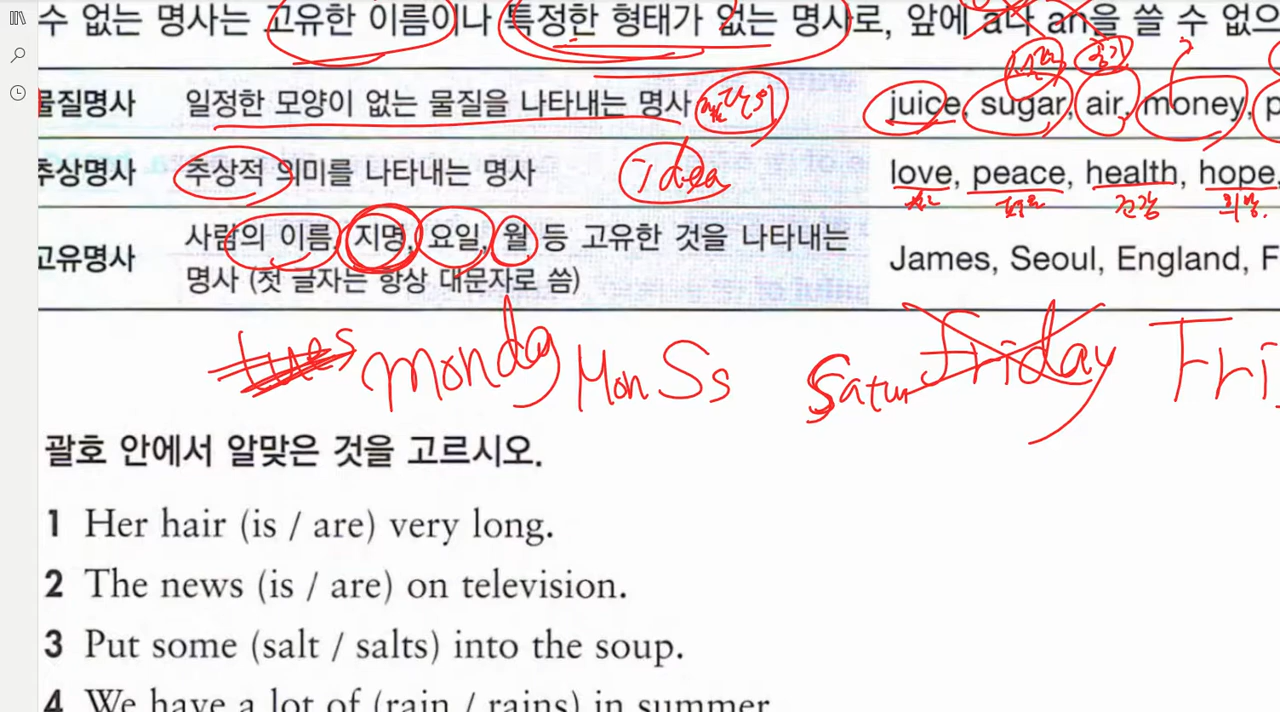 수 없는 명사는 고유한 이름이나 특정한 형태가 없는 명사로, 앞에 a나 an을 쓸 수 없으
물질명사 일정한 모양이 없는 물질을 나타내는 명사 juice, sugar, air, money, p
추상명사 추상적 의미를 나타내는 명사 idea love, peace, health, hope,
건강 희망.
고유명사 사람의 이름, 지명, 요일, 월 등 고유한 것을 나타내는
명사 (첫 글자는 항상 대문자로 씀) James, Seoul, England, F
tues monday Mon Ss Satur friday Fri
괄호 안에서 알맞은 것을 고르시오.
1 Her hair (is / are) very long.
2 The news (is / are) on television.
3 Put some (salt / salts) into the soup.
4 We have a lot of (rain / rains) in summer